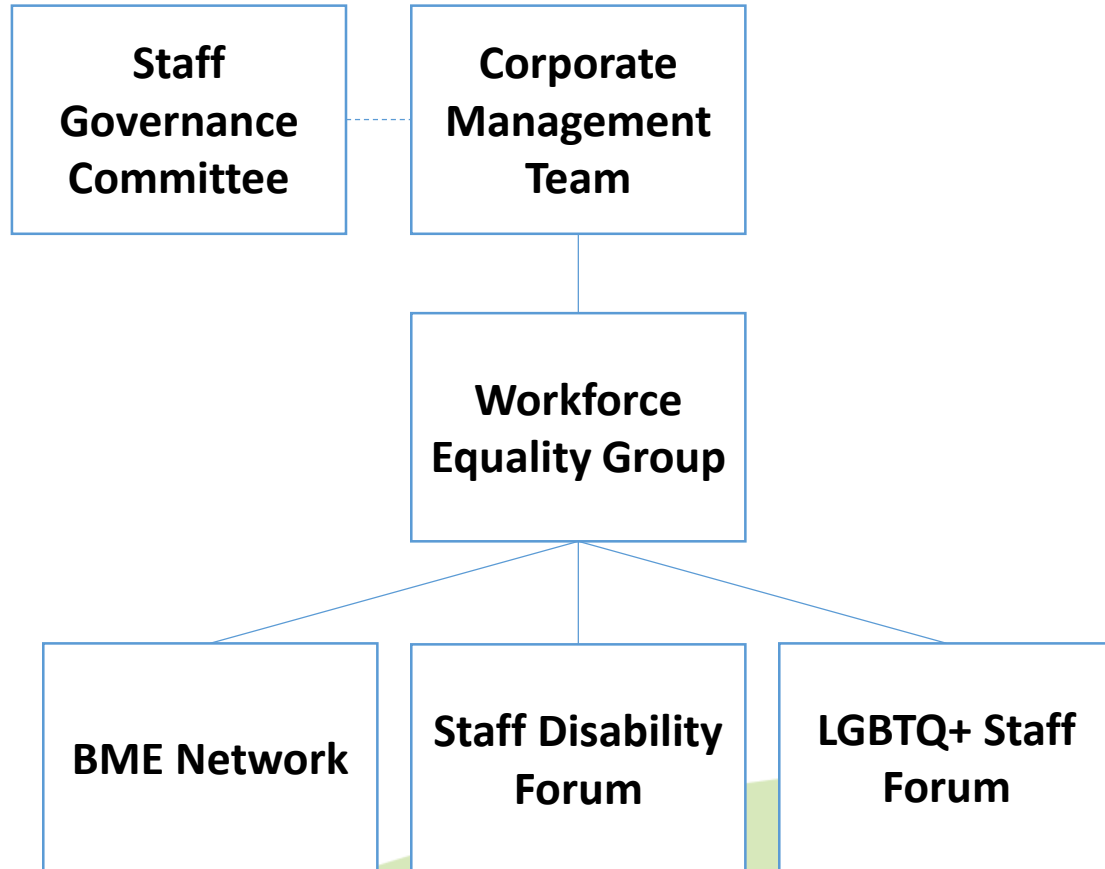 Staff
Governance
Committee
Corporate
Management
Team
Workforce
Equality Group
BME Network
Staff Disability
Forum
LGBTQ+ Staff
Forum